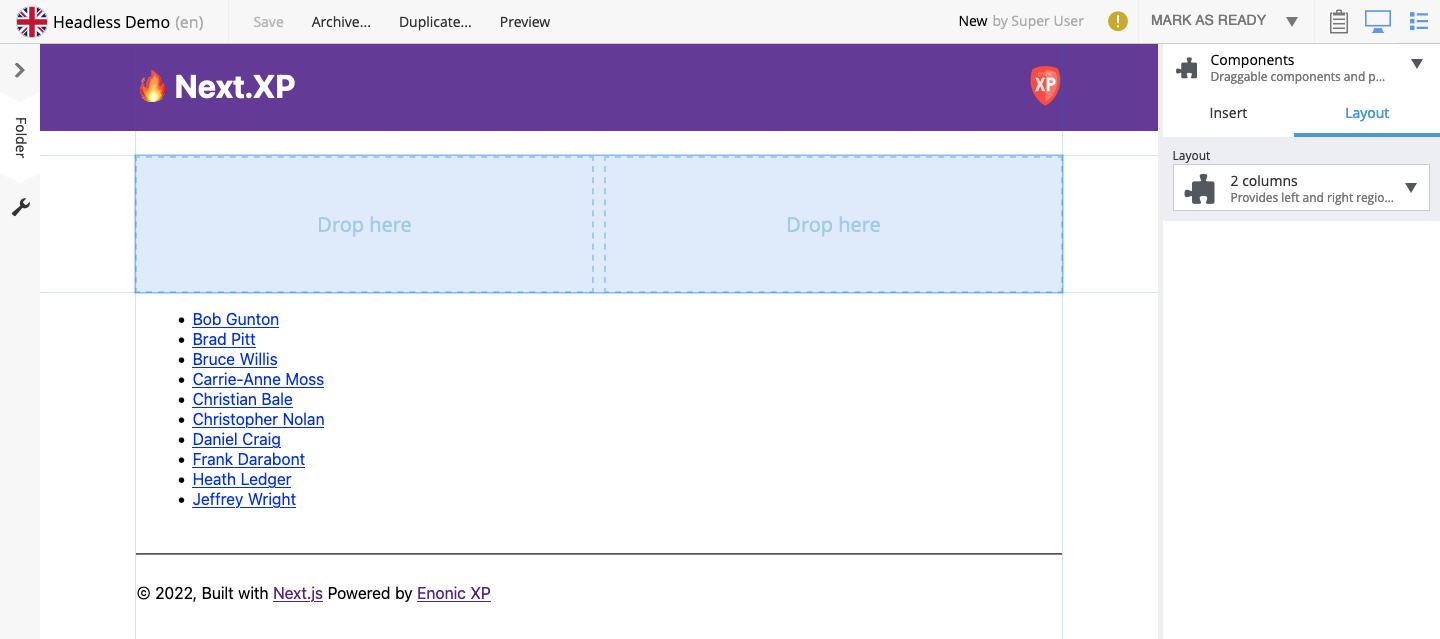 Headless Demo (en) Save Archive... Duplicate... Preview New by Super User ! MARK AS READY
Components
Draggable components and p...
Folder
Next.XP
XP
Insert Layout
Layout
2 columns
Provides left and right regio...
Drop here Drop here
Bob Gunton
Brad Pitt
Bruce Willis
Carrie-Anne Moss
Christian Bale
Christopher Nolan
Daniel Craig
Frank Darabont
Heath Ledger
Jeffrey Wright
© 2022, Built with Next.js Powered by Enonic XP